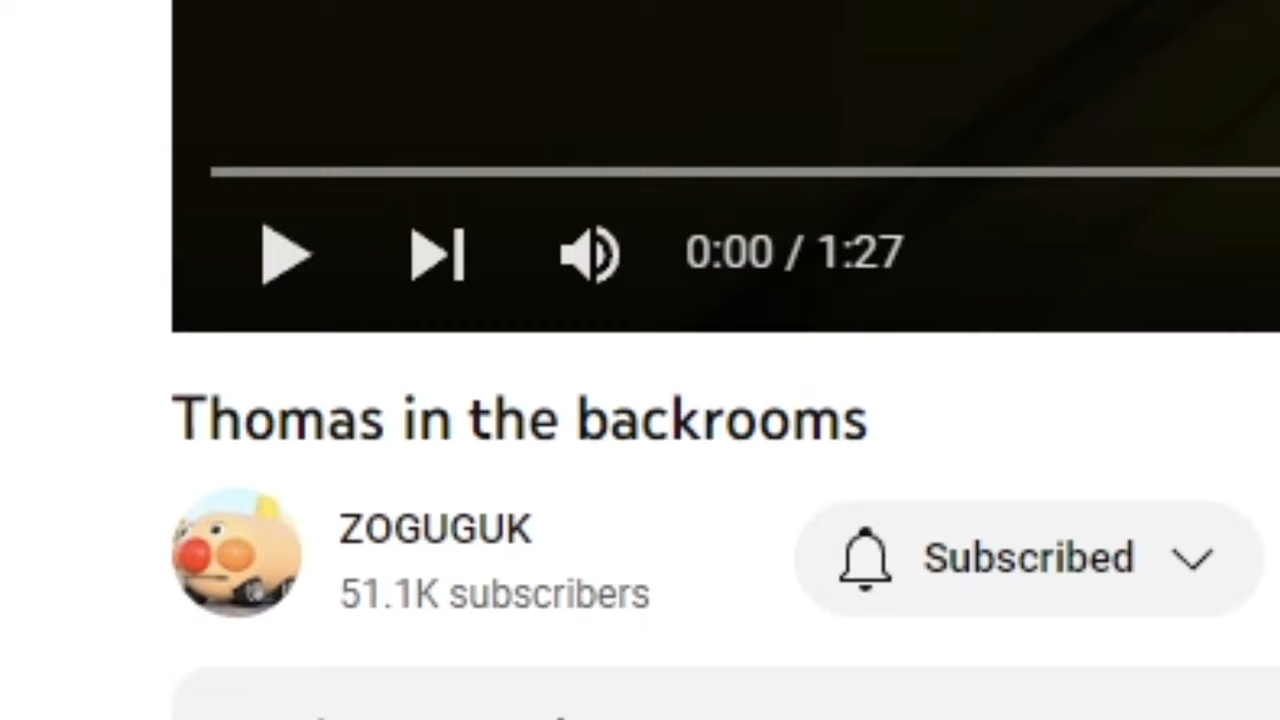 0:00 / 1:27
Thomas in the backrooms
ZOGUGUK
Subscribed
51.1K subscribers